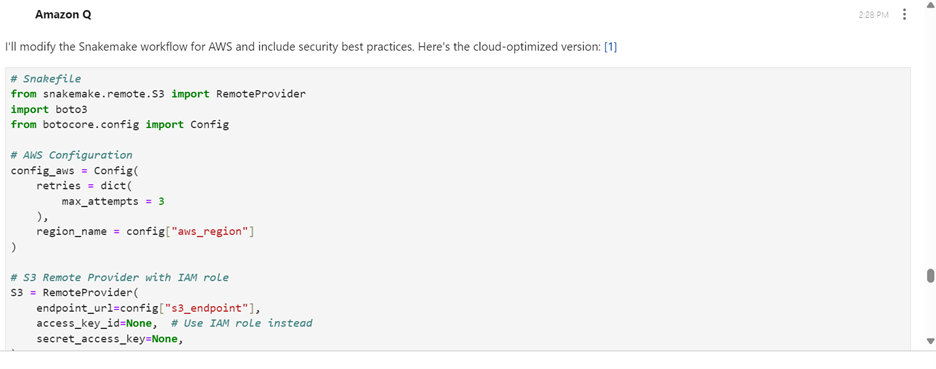 Amazon Q
2:28 PM
I'll modify the Snakemake workflow for AWS and include security best practices. Here's the cloud-optimized version: [1]
# Snakefile
from snakemake.remote.S3 import RemoteProvider
import boto3
from botocore.config import Config
# AWS Configuration
config_aws = Config(
    retries = dict(
        max_attempts = 3
    ),
    region_name = config["aws_region"]
)
# S3 Remote Provider with IAM role
S3 = RemoteProvider(
    endpoint_url=config["s3_endpoint"],
    access_key_id=None,  # Use IAM role instead
    secret_access_key=None,